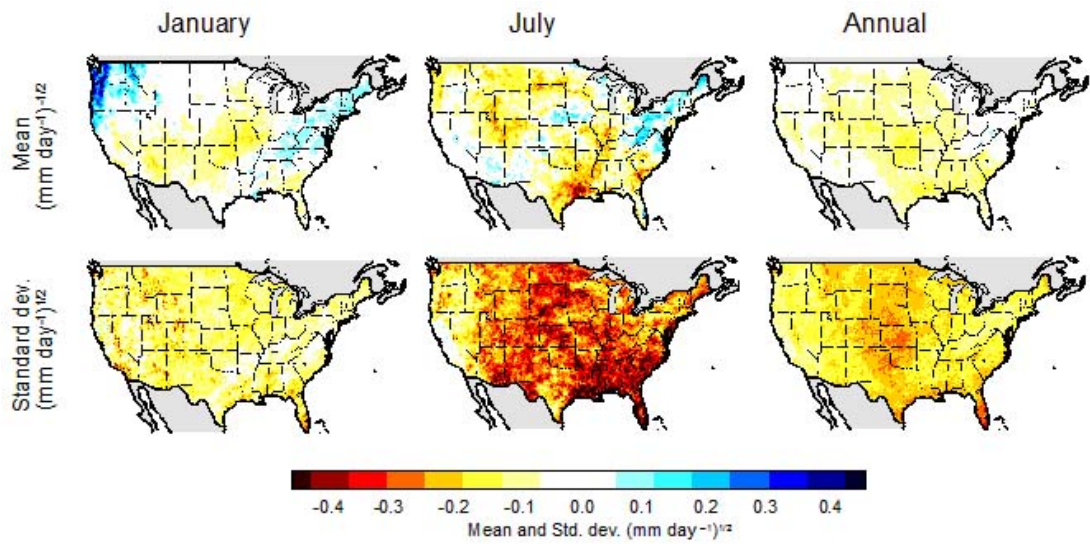 January July Annual
Mean
(mm day⁻¹)⁻¹/²
Standard dev.
(mm day⁻¹)¹/²
-0.4 -0.3 -0.2 -0.1 0.0 0.1 0.2 0.3 0.4
Mean and Std. dev. (mm day⁻¹)¹/²